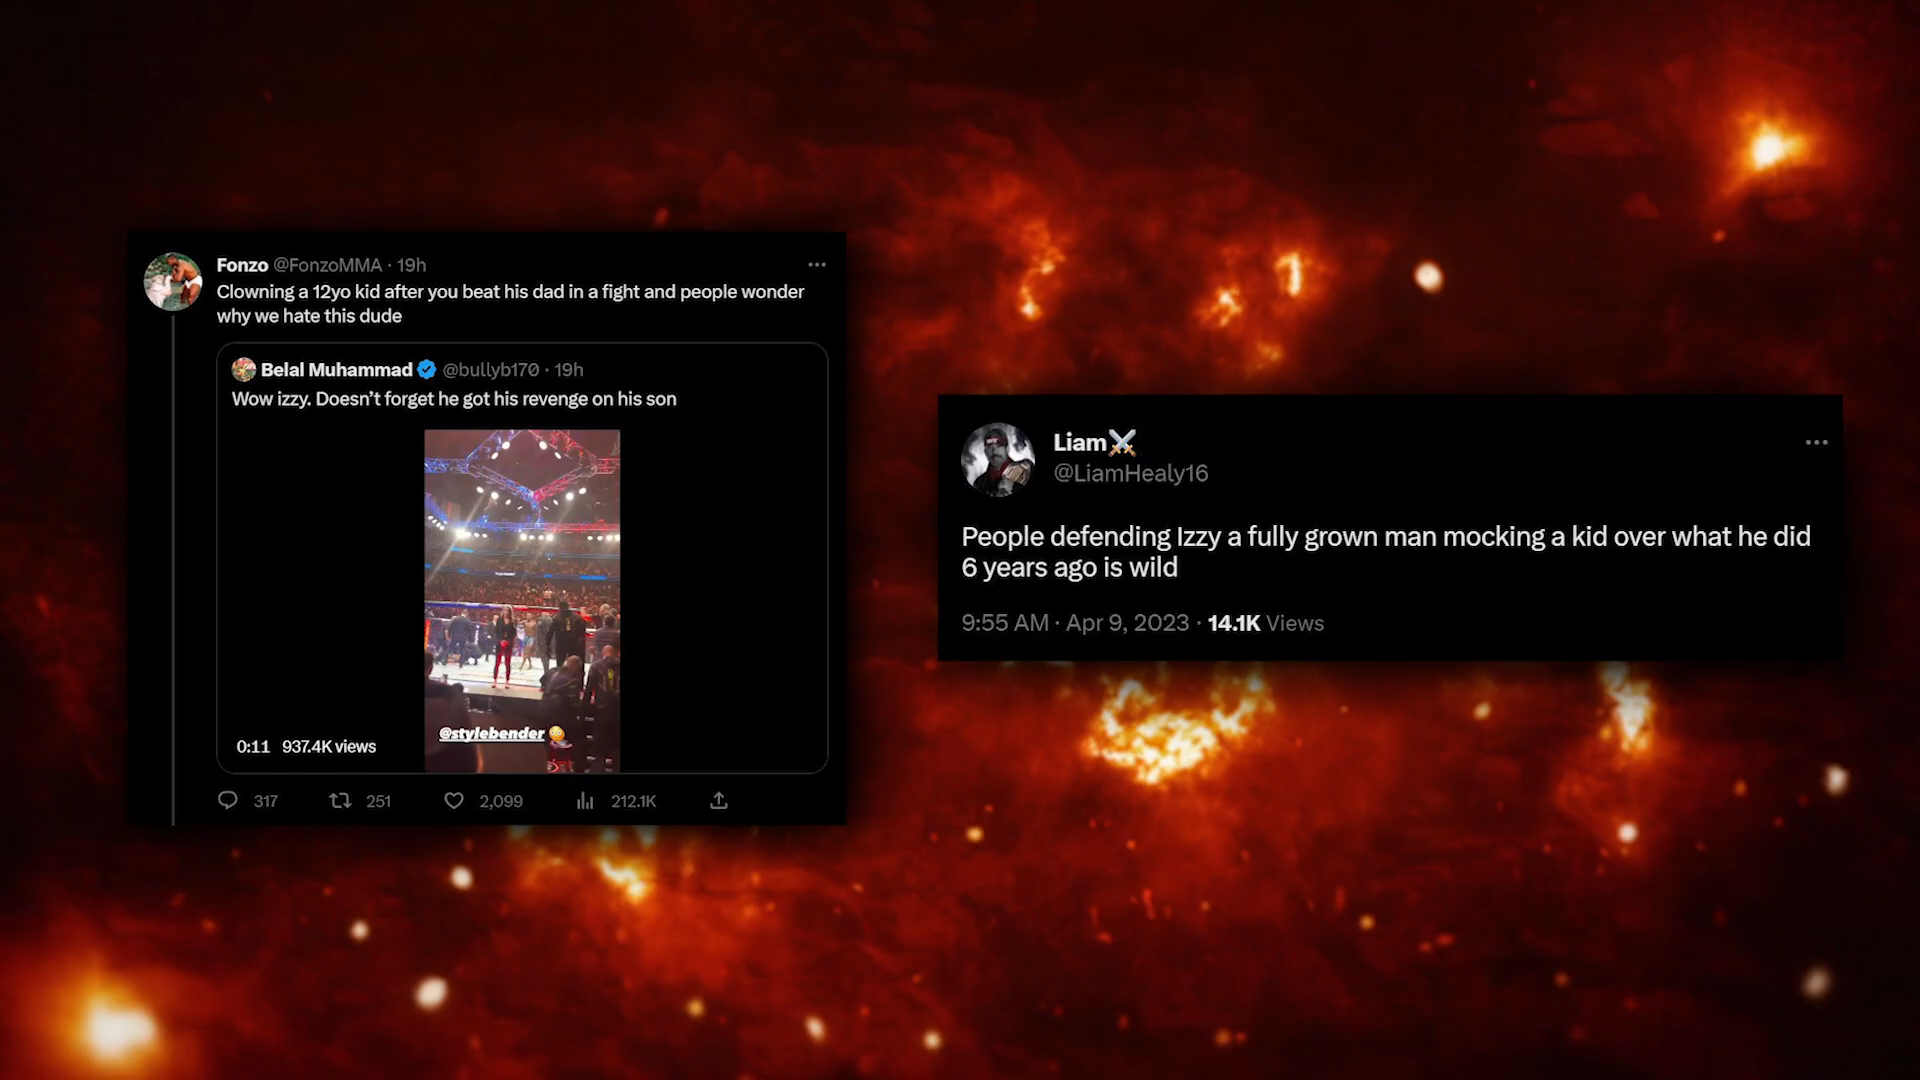 Fonzo @FonzoMMA · 19h
Clowning a 12yo kid after you beat his dad in a fight and people wonder
why we hate this dude
Belal Muhammad @bullyb170 · 19h
Wow izzy. Doesn't forget he got his revenge on his son
@stylebender
0:11 937.4K views
317 251 2,099 212.1K
Liam
@LiamHealy16
People defending Izzy a fully grown man mocking a kid over what he did
6 years ago is wild
9:55 AM · Apr 9, 2023 · 14.1K Views